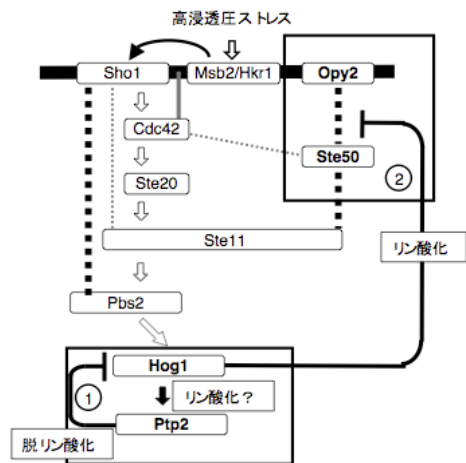 高浸透圧ストレス
Sho1
Msb2/Hkr1
Opy2
Cdc42
Ste50
Ste20
②
Ste11
リン酸化
Pbs2
Hog1
①
リン酸化？
Ptp2
脱リン酸化